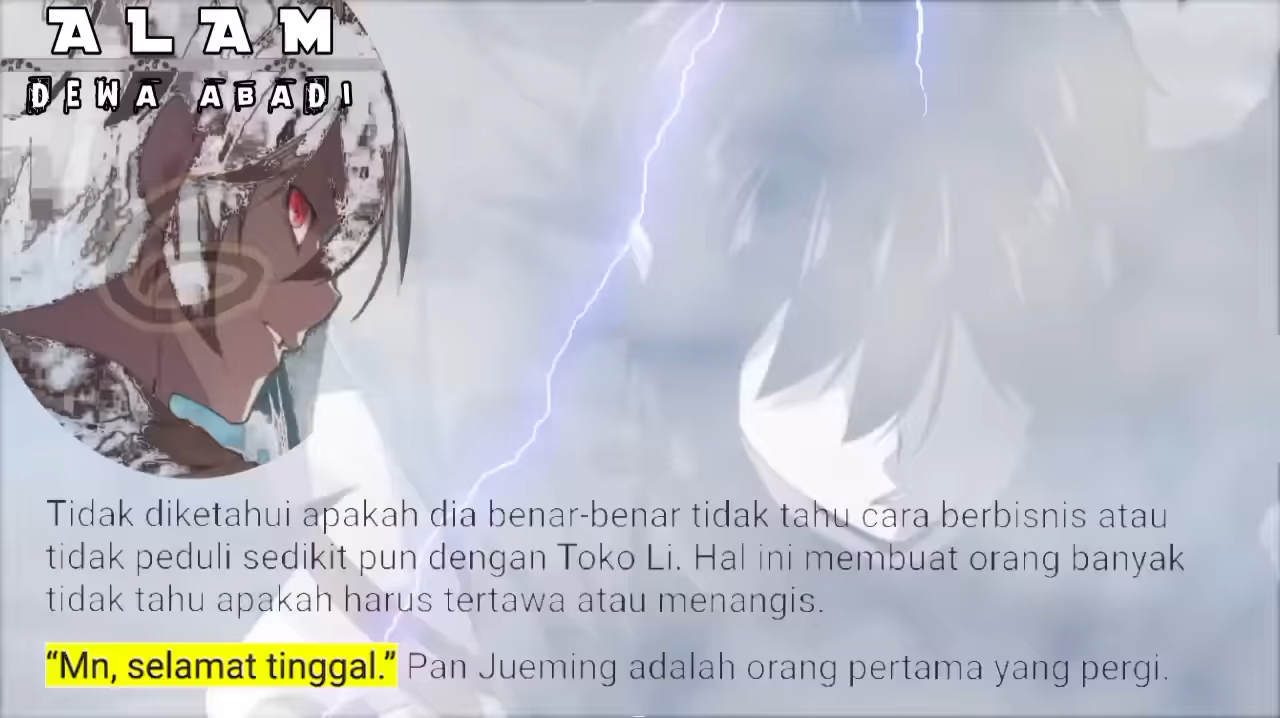 ALAM
DEWA ABADI
Tidak diketahui apakah dia benar-benar tidak tahu cara berbisnis atau
tidak peduli sedikit pun dengan Toko Li. Hal ini membuat orang banyak
tidak tahu apakah harus tertawa atau menangis.
“Mn, selamat tinggal.” Pan Jueming adalah orang pertama yang pergi.